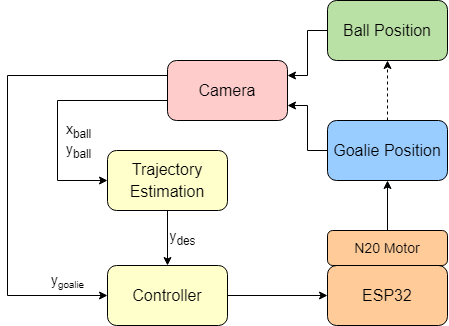 Ball Position
Camera
x_ball
y_ball
Goalie Position
Trajectory
Estimation
y_des
N20 Motor
y_goalie
Controller
ESP32